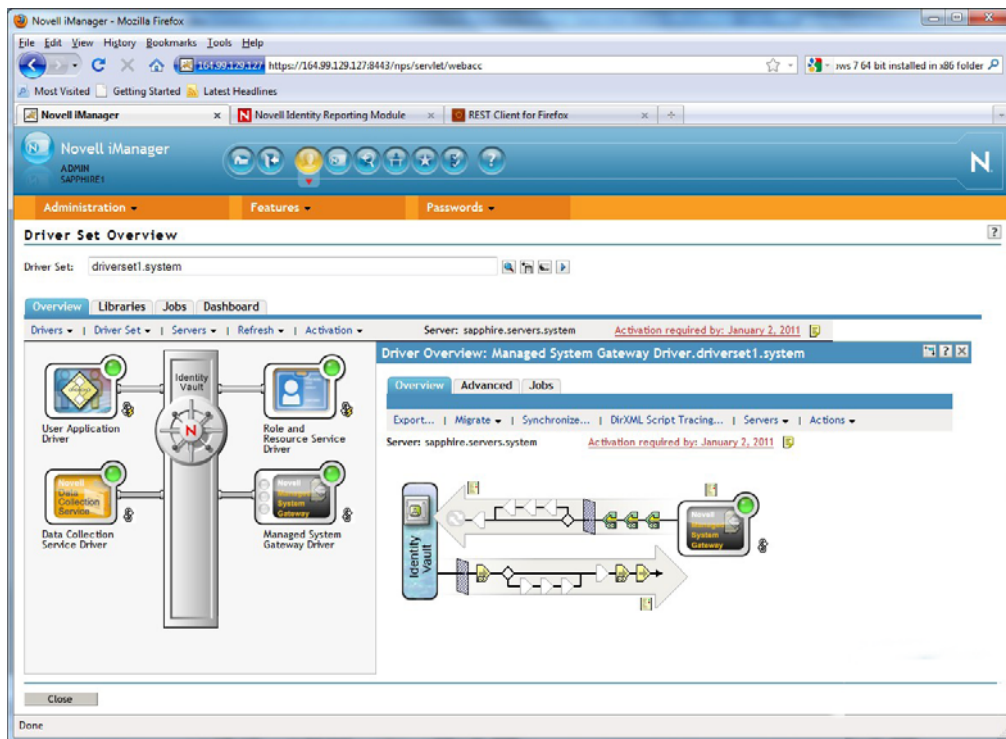 Novell iManager - Mozilla Firefox
File Edit View History Bookmarks Tools Help
164.99.129.127 https://164.99.129.127:8443/nps/servlet/webacc
rws 7 64 bit installed in x86 folder
Most Visited Getting Started Latest Headlines
Novell iManager x Novell Identity Reporting Module x REST Client for Firefox x
Novell iManager
ADMIN
SAPPHIRE1
N
Administration Features Passwords
Driver Set Overview ?
Driver Set: driverset1.system
Overview Libraries Jobs Dashboard
Drivers | Driver Set | Servers | Refresh | Activation Server: sapphire.servers.system Activation required by: January 2, 2011
Identity
Vault
N
User Application
Driver
Role and
Resource Service
Driver
Novell
Data
Collection
Service
Data Collection
Service Driver
Novell
Managed
System
Gateway
Managed System
Gateway Driver
Driver Overview: Managed System Gateway Driver.driverset1.system
Overview Advanced Jobs
Export... | Migrate | Synchronize... | DirXML Script Tracing... | Servers | Actions
Server: sapphire.servers.system Activation required by: January 2, 2011
Identity
Vault
Novell
Managed
System
Gateway
Close
Done